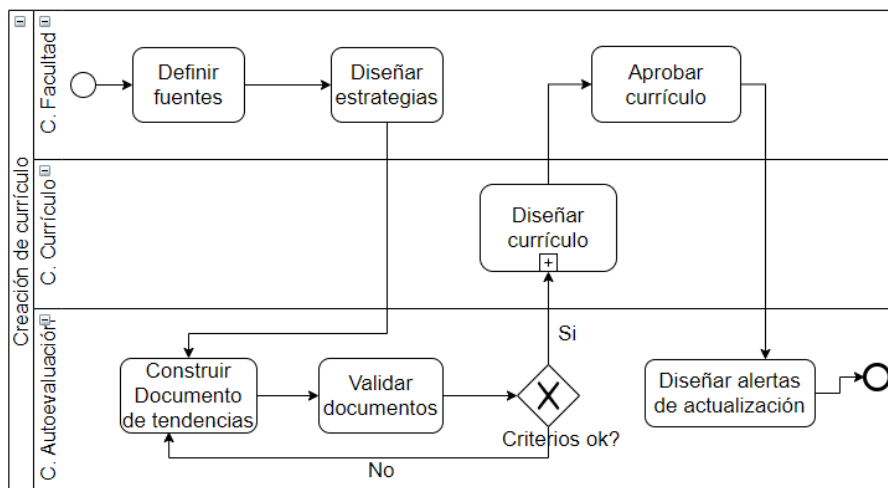 Creación de currículo
C. Facultad
Definir
fuentes
Diseñar
estrategias
Aprobar
currículo
C. Currículo
Diseñar
currículo
C. Autoevaluación
Construir
Documento
de tendencias
Validar
documentos
Si
Criterios ok?
No
Diseñar alertas
de actualización